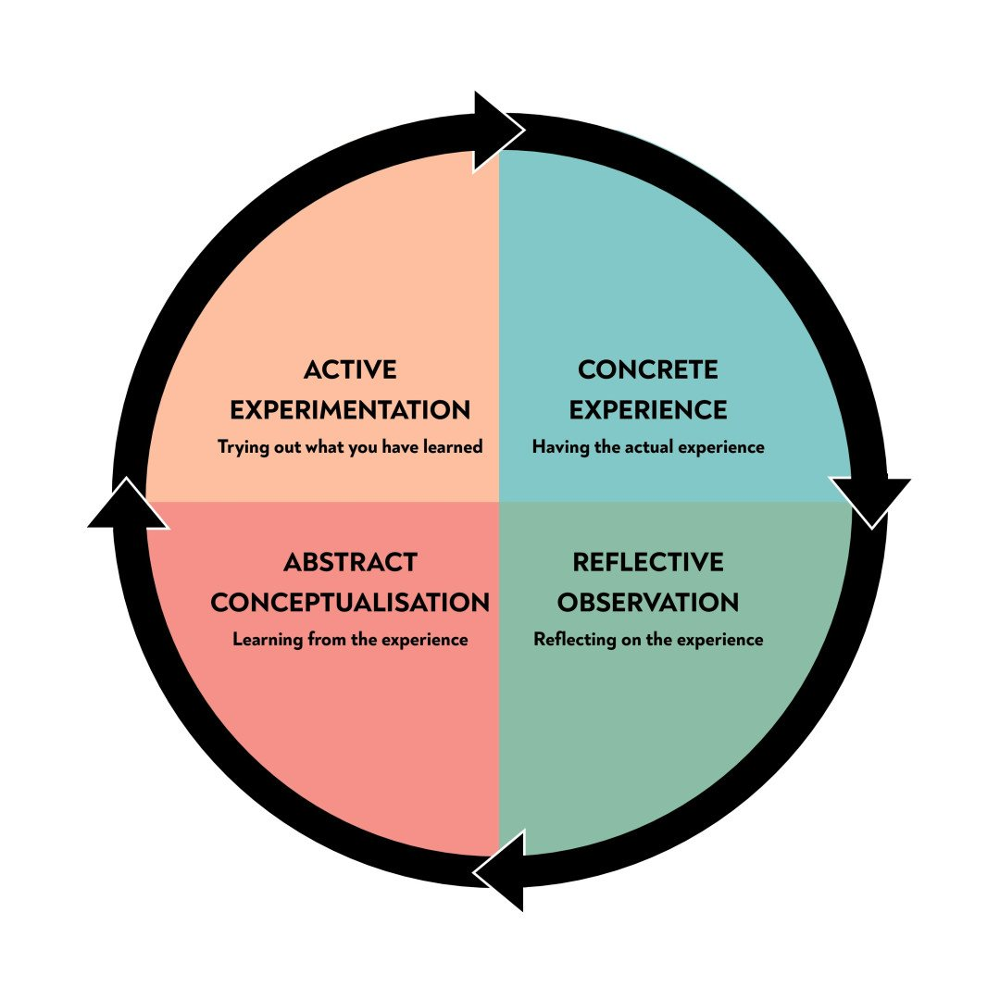 ACTIVE
EXPERIMENTATION
Trying out what you have learned
CONCRETE
EXPERIENCE
Having the actual experience
ABSTRACT
CONCEPTUALISATION
Learning from the experience
REFLECTIVE
OBSERVATION
Reflecting on the experience